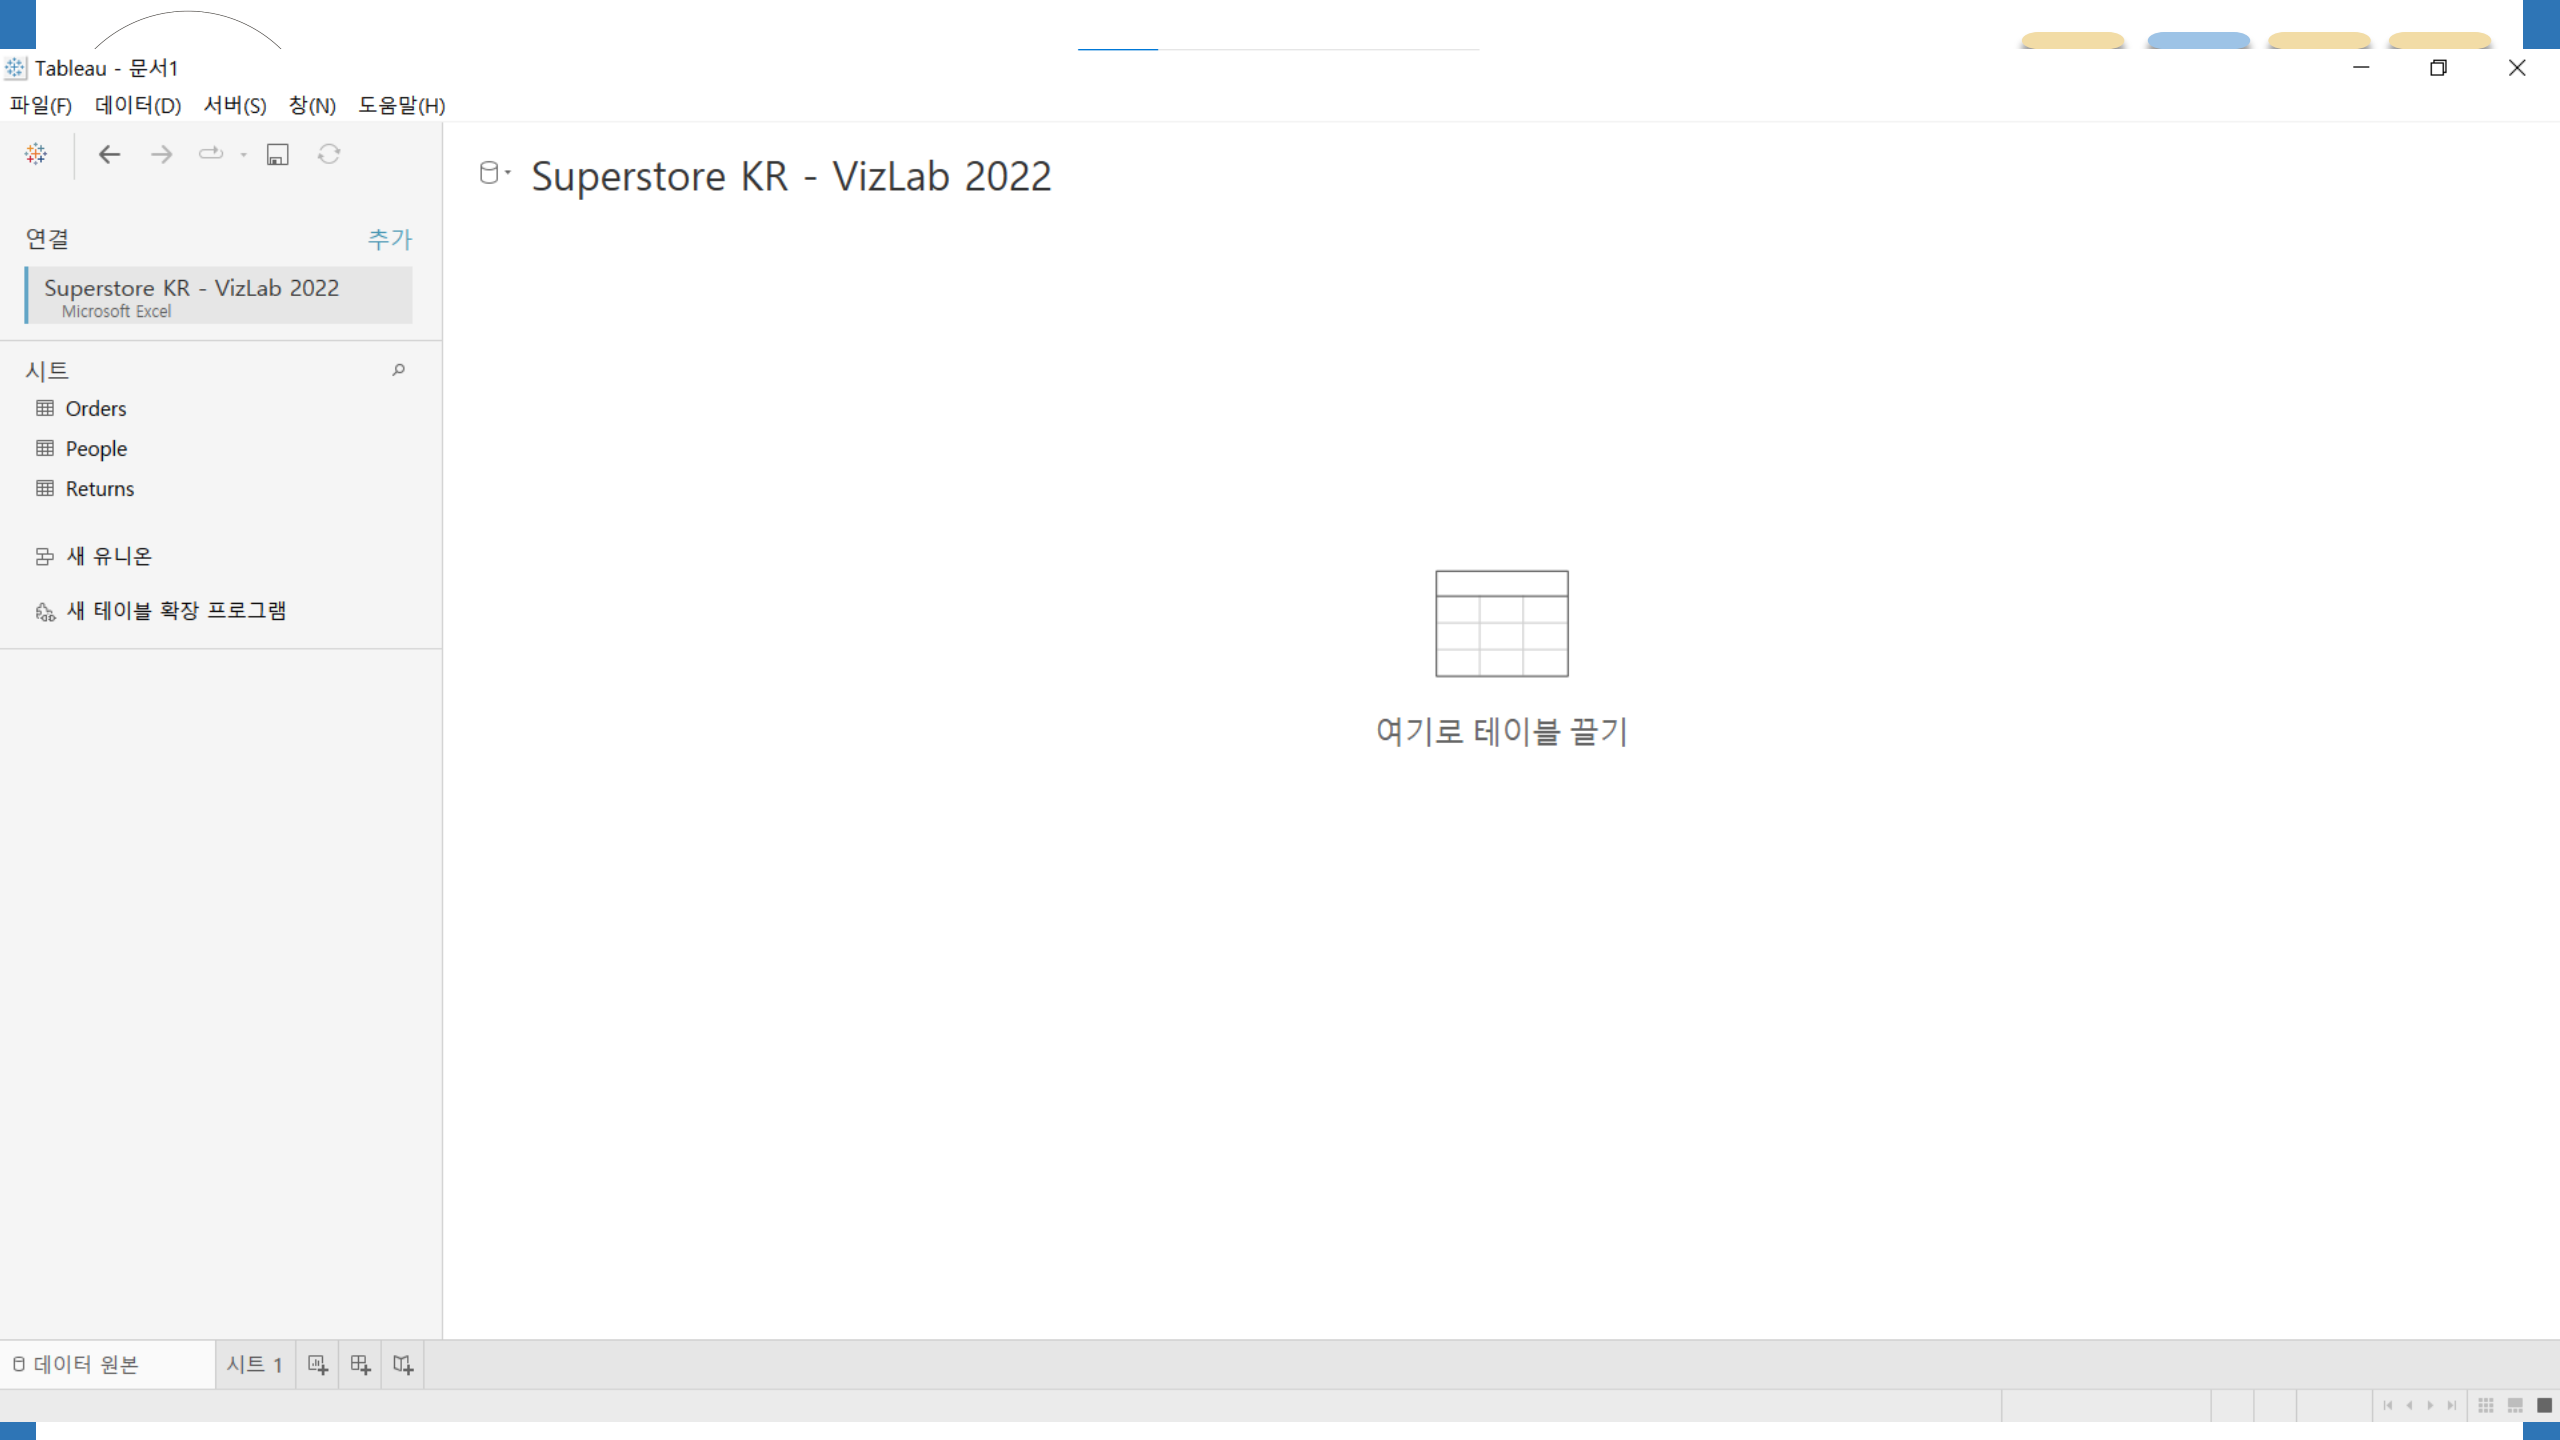 Tableau - 문서1
파일(F) 데이터(D) 서버(S) 창(N) 도움말(H)
Superstore KR - VizLab 2022
연결 추가
Superstore KR - VizLab 2022
Microsoft Excel
시트
Orders
People
Returns
새 유니온
새 테이블 확장 프로그램
여기로 테이블 끌기
데이터 원본 시트 1